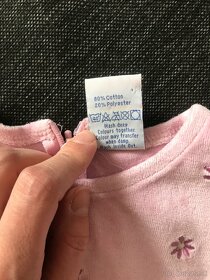 80% Cotton
20% Polyester
Wash dark
Colours Together
Colour may transfer
when damp.
Wash Inside Out.